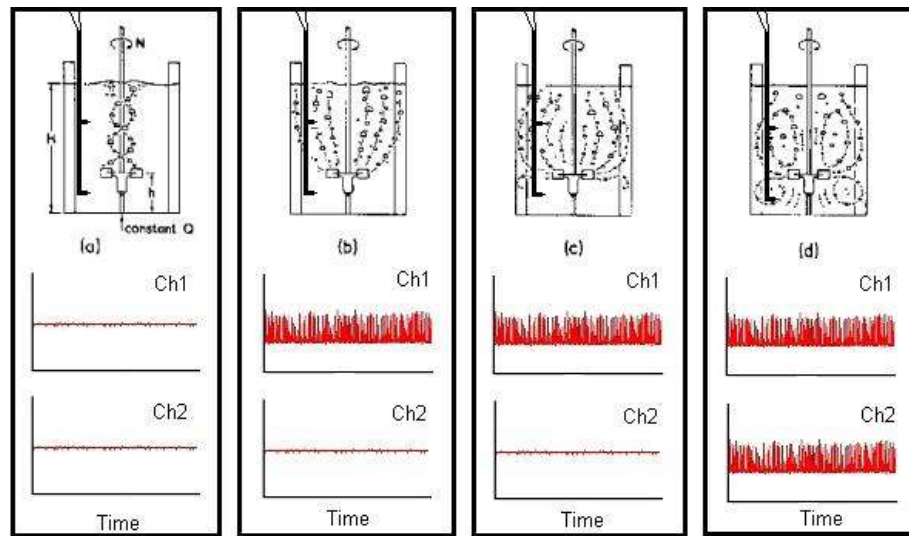 N
H
h
constant Q
(a)
Ch1
Ch2
Time
(b)
Ch1
Ch2
Time
(c)
Ch1
Ch2
Time
(d)
Ch1
Ch2
Time